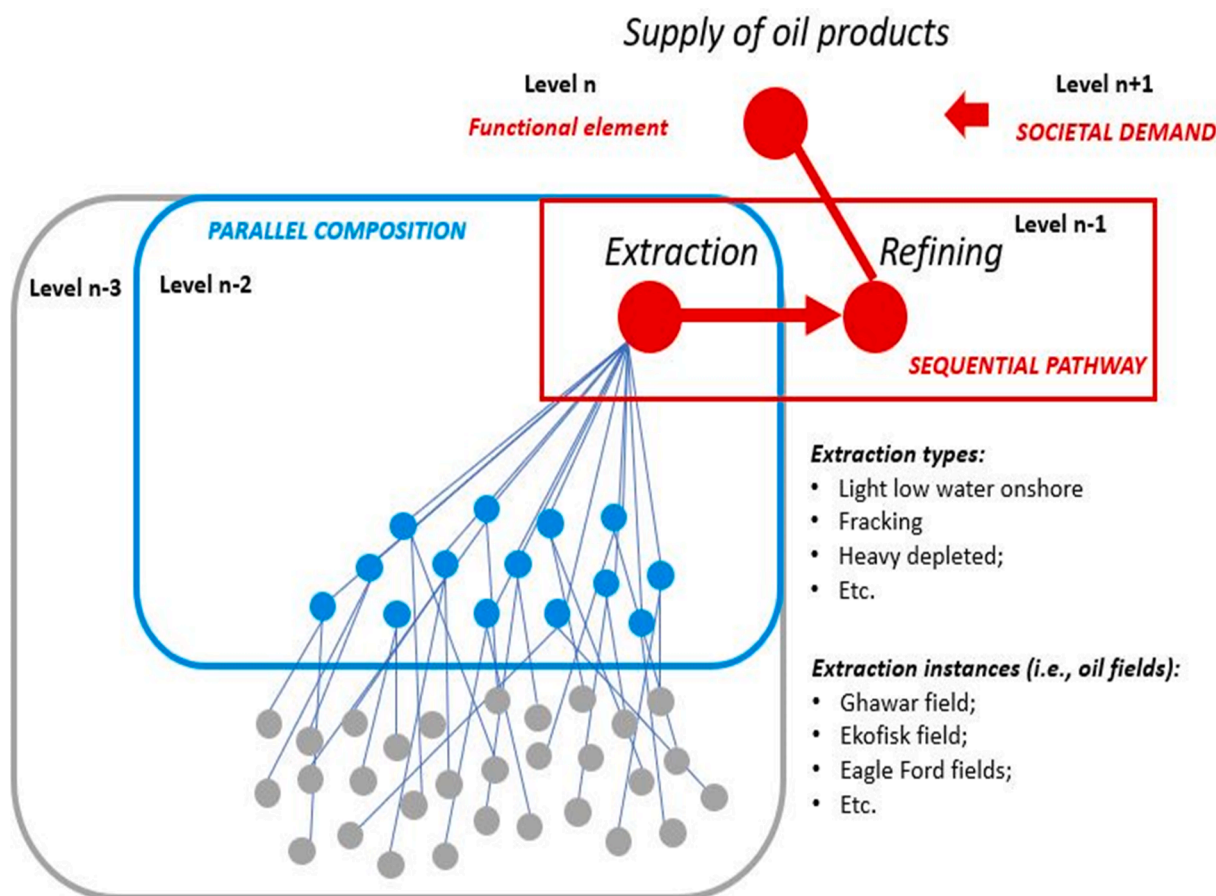 Supply of oil products
Level n
Level n+1
Functional element
SOCIETAL DEMAND
PARALLEL COMPOSITION
Level n-1
Extraction
Refining
Level n-3
Level n-2
SEQUENTIAL PATHWAY
Extraction types:
• Light low water onshore
• Fracking
• Heavy depleted;
• Etc.
Extraction instances (i.e., oil fields):
• Ghawar field;
• Ekofisk field;
• Eagle Ford fields;
• Etc.